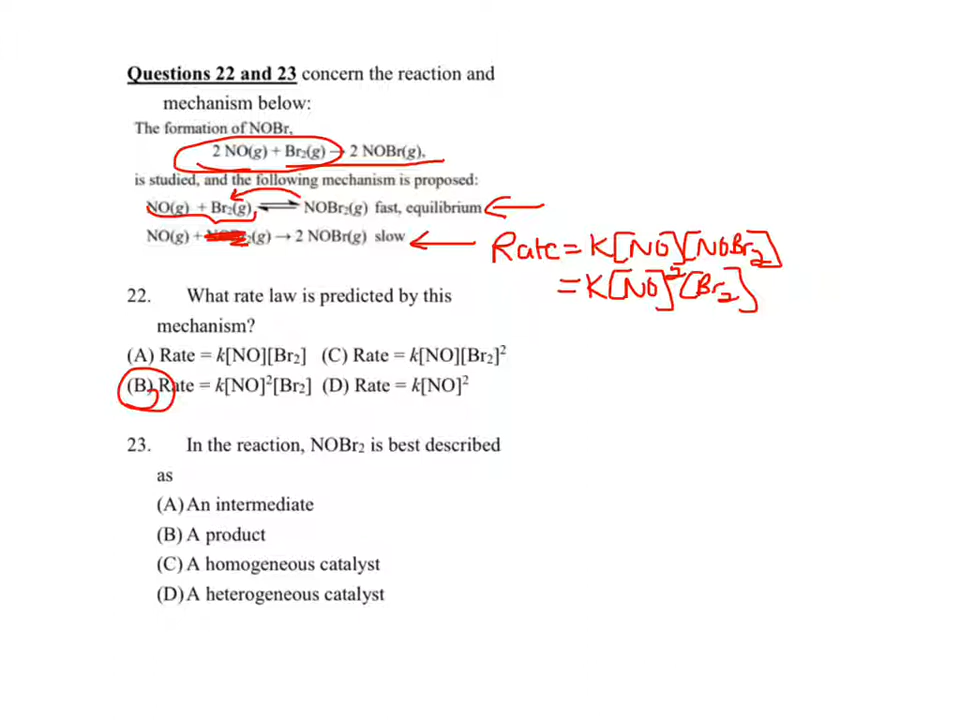 Questions 22 and 23 concern the reaction and
mechanism below:
The formation of NOBr,
2 NO(g) + Br₂(g) → 2 NOBr(g),
is studied, and the following mechanism is proposed:
NO(g) + Br₂(g) ⇌ NOBr₂(g) fast, equilibrium
NO(g) + ₂(g) → 2 NOBr(g) slow
Rate = K[NO][NOBr₂]
= K[NO]²[Br₂]
22. What rate law is predicted by this
mechanism?
(A) Rate = k[NO][Br₂] (C) Rate = k[NO][Br₂]²
(B) Rate = k[NO]²[Br₂] (D) Rate = k[NO]²
23. In the reaction, NOBr₂ is best described
as
(A) An intermediate
(B) A product
(C) A homogeneous catalyst
(D) A heterogeneous catalyst